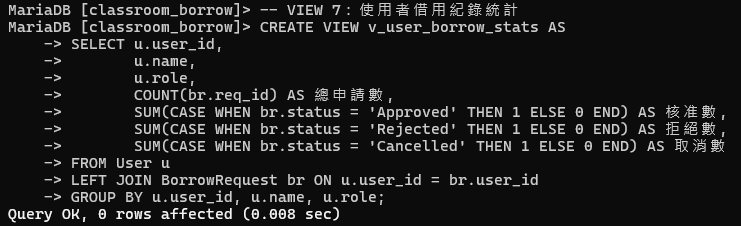 MariaDB [classroom_borrow]> -- VIEW 7：使用者借用紀錄統計
MariaDB [classroom_borrow]> CREATE VIEW v_user_borrow_stats AS
    -> SELECT u.user_id,
    ->        u.name,
    ->        u.role,
    ->        COUNT(br.req_id) AS 總申請數,
    ->        SUM(CASE WHEN br.status = 'Approved' THEN 1 ELSE 0 END) AS 核准數,
    ->        SUM(CASE WHEN br.status = 'Rejected' THEN 1 ELSE 0 END) AS 拒絕數,
    ->        SUM(CASE WHEN br.status = 'Cancelled' THEN 1 ELSE 0 END) AS 取消數
    -> FROM User u
    -> LEFT JOIN BorrowRequest br ON u.user_id = br.user_id
    -> GROUP BY u.user_id, u.name, u.role;
Query OK, 0 rows affected (0.008 sec)